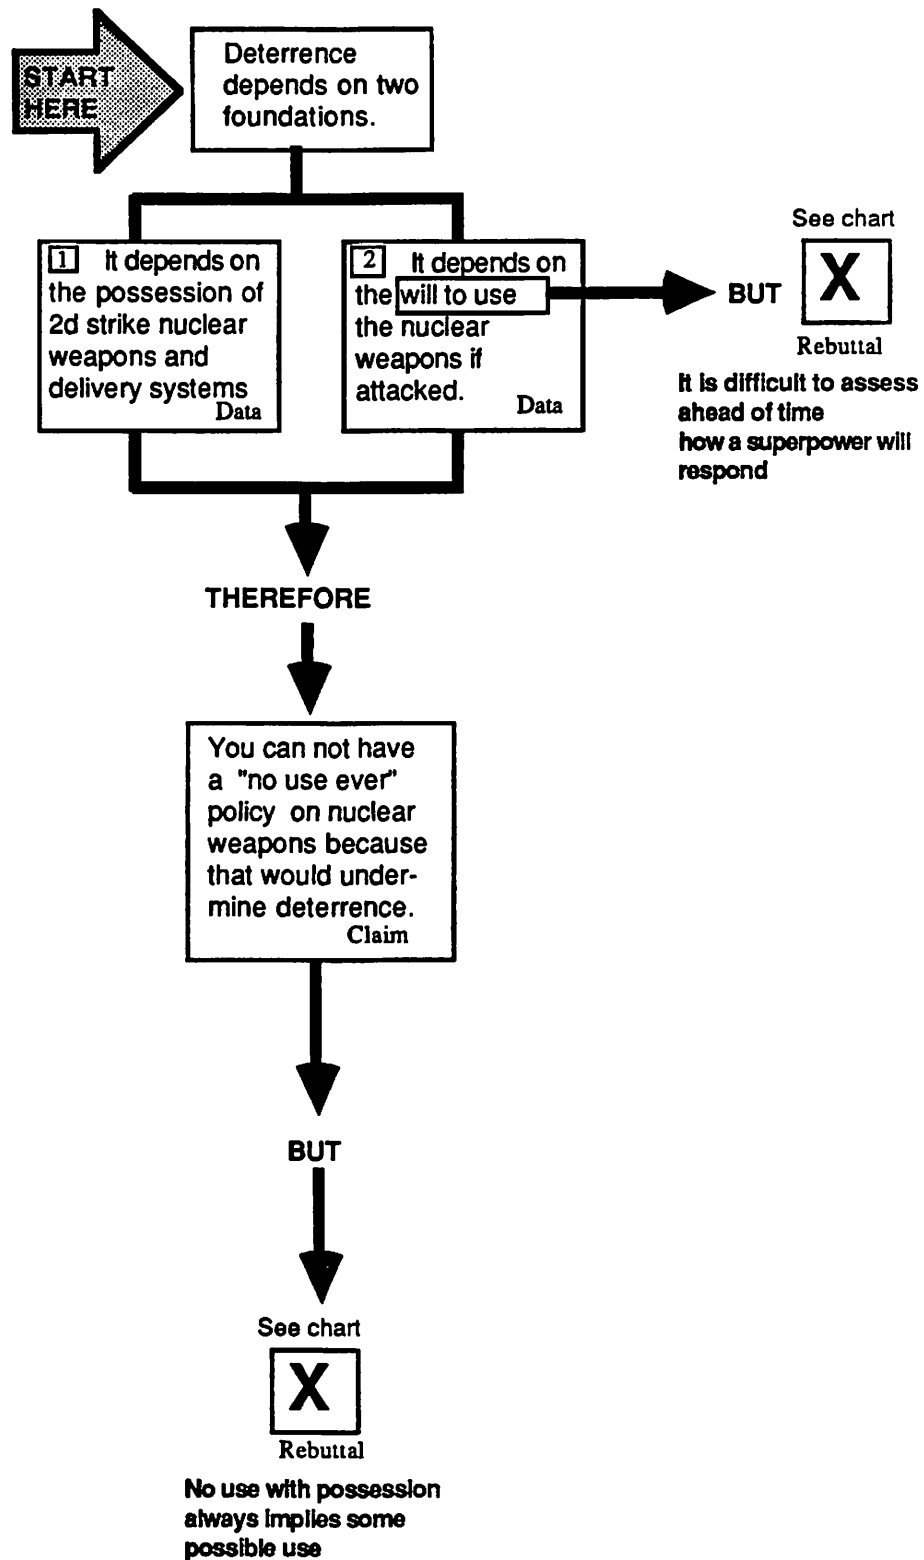 START
HERE
Deterrence
depends on two
foundations.
1 It depends on
the possession of
2d strike nuclear
weapons and
delivery systems
Data
2 It depends on
the will to use
the nuclear
weapons if
attacked.
Data
BUT
See chart
X
Rebuttal
It is difficult to assess
ahead of time
how a superpower will
respond
THEREFORE
You can not have
a "no use ever"
policy on nuclear
weapons because
that would under-
mine deterrence.
Claim
BUT
See chart
X
Rebuttal
No use with possession
always implies some
possible use